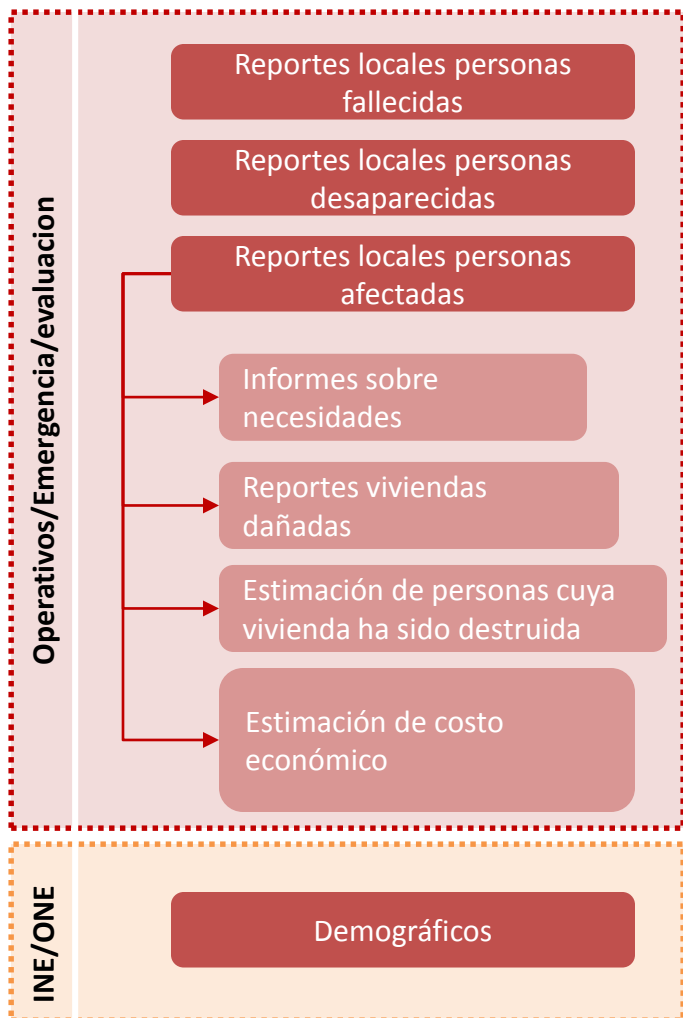 Operativos/Emergencia/evaluacion
Reportes locales personas
fallecidas
Reportes locales personas
desaparecidas
Reportes locales personas
afectadas
Informes sobre
necesidades
Reportes viviendas
dañadas
Estimación de personas cuya
vivienda ha sido destruida
Estimación de costo
económico
INE/ONE
Demográficos